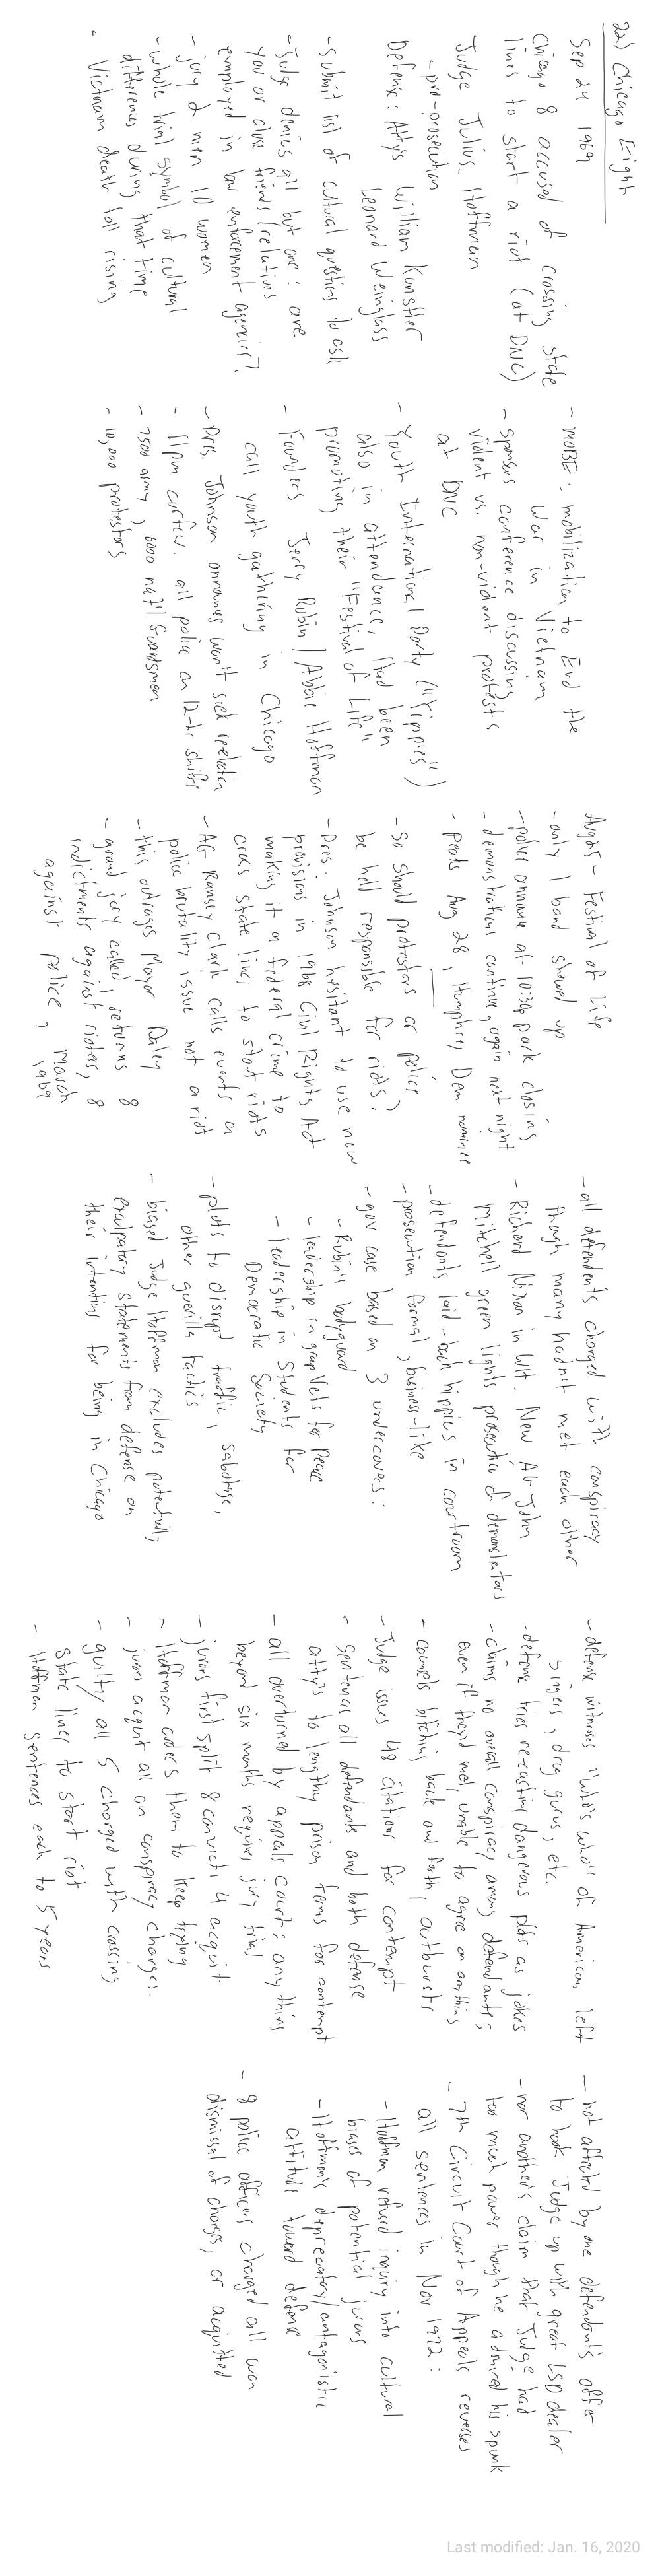 22) Chicago Eight
Sep 24 1969
Chicago 8 accused of crossing state
lines to start a riot (at DNC)
Judge Julius Hoffman
- pro-prosecution
Defense: Atty's William Kunstler
Leonard Weinglass
- submit list of cultural questions to ask
- Judge denies all but one: are
you or close friends/relatives
employed in law enforcement agencies?
- jury 2 men 10 women
- whole trial symbol of cultural
differences during that time
- Vietnam death toll rising
- MOBE: mobilization to End the
War in Vietnam
- sponsers conference discussing
violent vs. non-violent protests
at DNC
- Youth International Party ("Yippies")
also in attendance, Had been
promoting their "Festival of Life"
- Founders Jerry Rubin / Abbie Hoffman
call youth gathering in Chicago
- Pres. Johnson announces won't seek re-election
- 11pm curfew. all police on 12-hr shifts
- 7500 army, 6000 nat'l Guardsmen
- 10,000 protestors
Aug 25 - Festival of Life
- only 1 band showed up
- police announce at 10:30p park closing
- demonstrations continue, again next night
- peaks Aug 28, Humphrey Dem nominee
- So should protestors or police
be held responsible for riots?
- Pres. Johnson hesitant to use new
provisions in 1968 Civil Rights Act
making it a federal crime to
cross state lines to start riots
- AG Ramsey Clark calls events a
police brutality issue not a riot
- this outrages Mayor Daley
- grand jury called, returns 8
indictments against rioters, 8
against police, March
1969
- all defendents charged with conspiracy
though many hadn't met each other
- Richard Nixon in WH. New AG John
Mitchell green lights prosecution of demonstrators
- defendants laid-back hippies in courtroom
- prosecution formal, business-like
- gov case based on 3 undercovers:
- Rubin's bodyguard
- leadership in group Vets for Peace
- leadership in Students for
Democratic Society
- plots to disrupt traffic, sabotage,
other guerilla tactics
- biased Judge Hoffman excludes potentially
exculpatory statements from defense on
their intentions for being in Chicago
- defense witnesses "who's who" of American left
singers, drug gurus, etc.
- defense tries re-casting dangerous plots as jokes
- claims no overall conspiracy among defendants;
even if they'd met, unable to agree on anything
- counsels bitching back and forth, outbursts
- Judge issues 48 citations for contempt
- Sentences all defendants and both defense
atty's to lengthy prison terms for contempt
- all overturned by appeals court; anything
beyond six months requires jury trial
- jurors first split 8 convict 4 acquit
- Hoffman orders them to keep trying
- jurors acquit all on conspiracy charges.
- guilty all 5 charged with crossing
state lines to start riot
- Hoffman sentences each to 5 years
- not affected by one defendant's offer
to hook Judge up with great LSD dealer
- nor another's claim that Judge had
too much power though he admired his spunk
- 7th Circuit Court of Appeals reverses
all sentences in Nov 1972:
- Hoffman refused inquiry into cultural
biases of potential jurors
- Hoffman's deprecatory/antagonistic
attitude toward defense
- 8 police officers charged all won
dismissal of charges, or acquitted
Last modified: Jan. 16, 2020